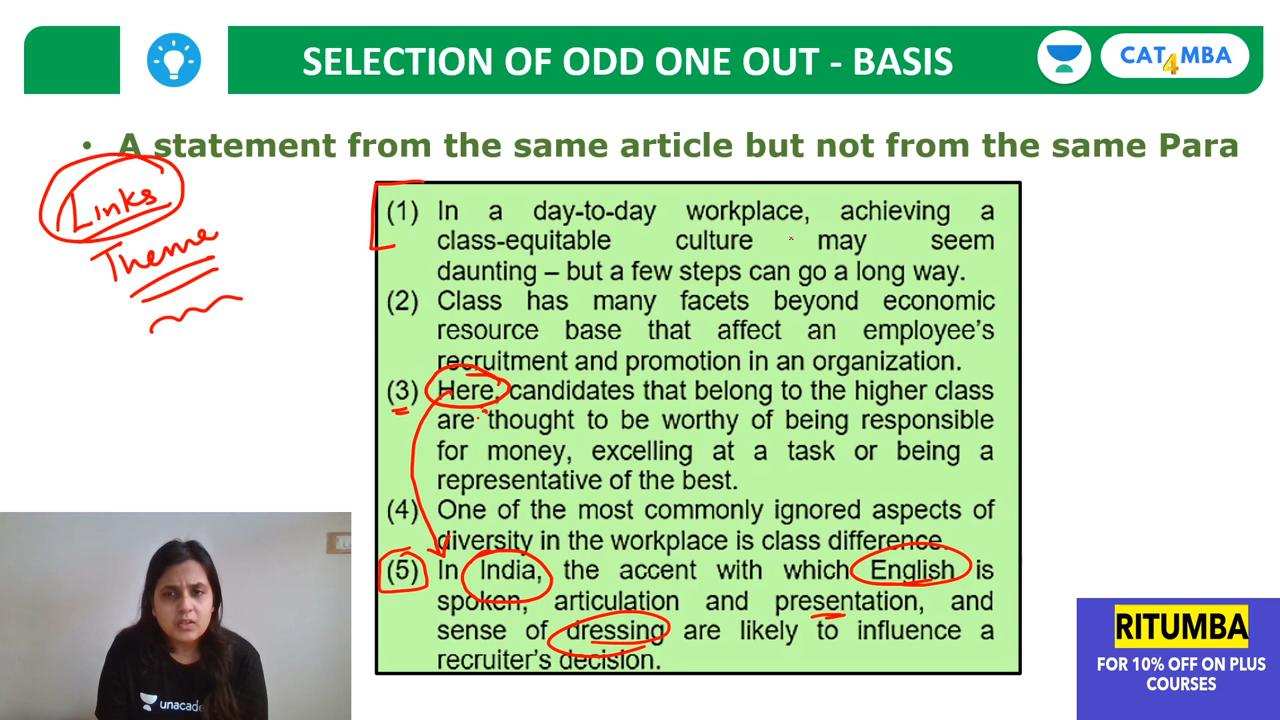 SELECTION OF ODD ONE OUT - BASIS
CAT4MBA
• A statement from the same article but not from the same Para
Links
Theme
(1) In a day-to-day workplace, achieving a
class-equitable culture may seem
daunting – but a few steps can go a long way.
(2) Class has many facets beyond economic
resource base that affect an employee's
recruitment and promotion in an organization.
(3) Here, candidates that belong to the higher class
are thought to be worthy of being responsible
for money, excelling at a task or being a
representative of the best.
(4) One of the most commonly ignored aspects of
diversity in the workplace is class difference.
(5) In India, the accent with which English is
spoken, articulation and presentation, and
sense of dressing are likely to influence a
recruiter's decision.
unacade
RITUMBA
FOR 10% OFF ON PLUS
COURSES